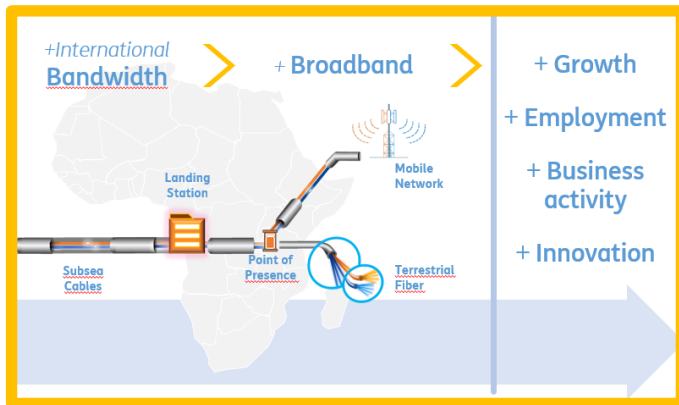 +International
Bandwidth
+ Broadband
+ Growth
+ Employment
+ Business
activity
+ Innovation
Landing
Station
Mobile
Network
Subsea
Cables
Point of
Presence
Terrestrial
Fiber